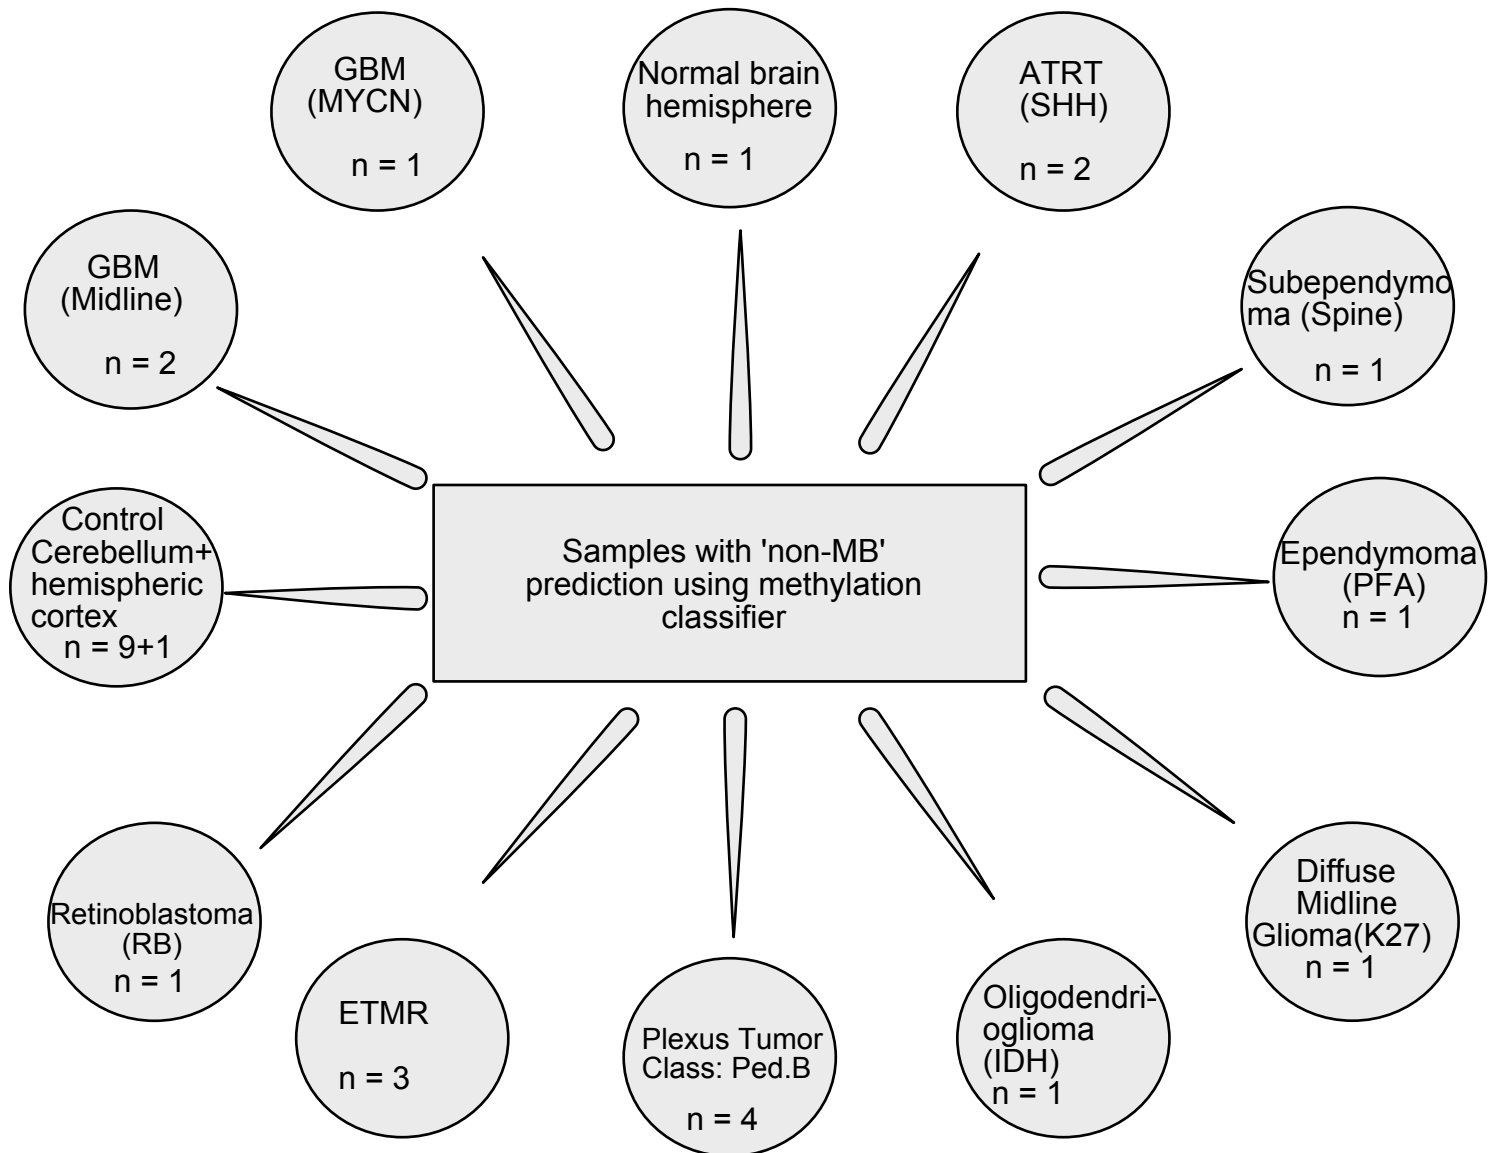 GBM
(MYCN)
n = 1
Normal brain
hemisphere
n = 1
ATRT
(SHH)
n = 2
GBM
(Midline)
n = 2
Subependymo
ma (Spine)
n = 1
Control
Cerebellum+
hemispheric
cortex
n = 9+1
Samples with 'non-MB'
prediction using methylation
classifier
Ependymoma
(PFA)
n = 1
Retinoblastoma
(RB)
n = 1
ETMR
n = 3
Plexus Tumor
Class: Ped.B
n = 4
Oligodendri-
oglioma
(IDH)
n = 1
Diffuse
Midline
Glioma(K27)
n = 1